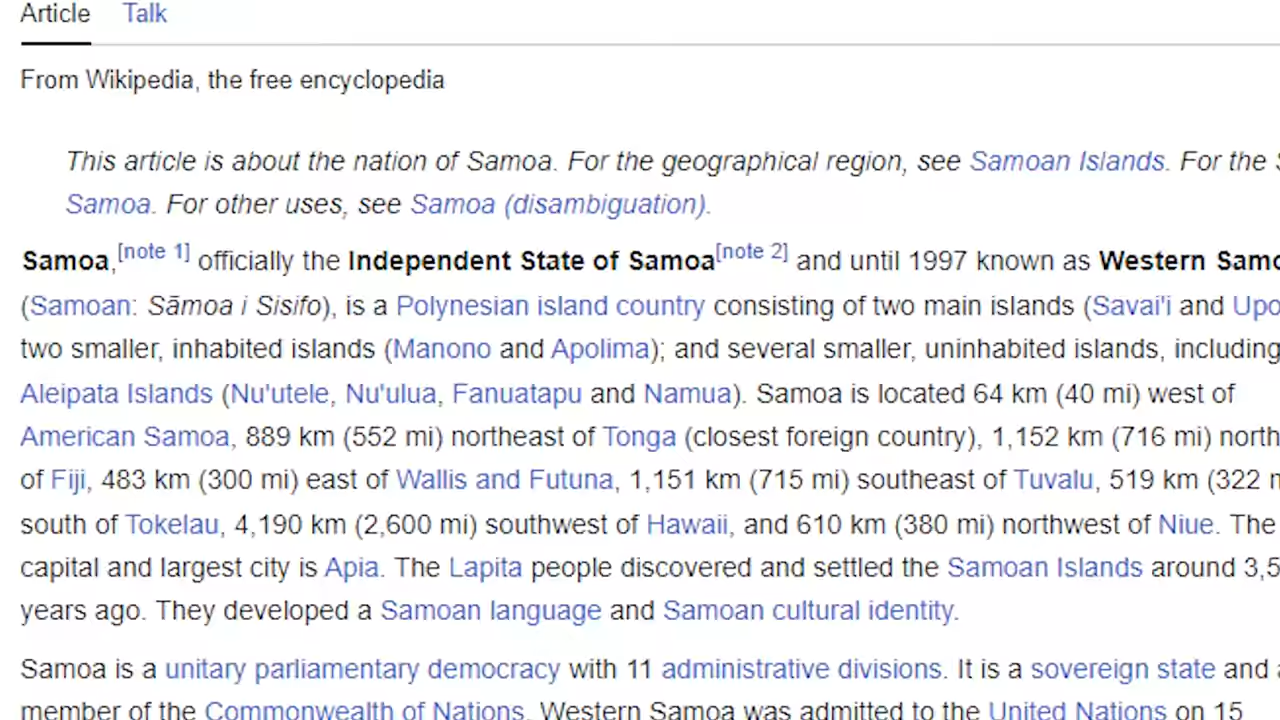 Article Talk
From Wikipedia, the free encyclopedia
This article is about the nation of Samoa. For the geographical region, see Samoan Islands. For the S
Samoa. For other uses, see Samoa (disambiguation).
Samoa,[note 1] officially the Independent State of Samoa[note 2] and until 1997 known as Western Samo
(Samoan: Sāmoa i Sisifo), is a Polynesian island country consisting of two main islands (Savai'i and Upo
two smaller, inhabited islands (Manono and Apolima); and several smaller, uninhabited islands, including
Aleipata Islands (Nu'utele, Nu'ulua, Fanuatapu and Namua). Samoa is located 64 km (40 mi) west of
American Samoa, 889 km (552 mi) northeast of Tonga (closest foreign country), 1,152 km (716 mi) north
of Fiji, 483 km (300 mi) east of Wallis and Futuna, 1,151 km (715 mi) southeast of Tuvalu, 519 km (322 m
south of Tokelau, 4,190 km (2,600 mi) southwest of Hawaii, and 610 km (380 mi) northwest of Niue. The
capital and largest city is Apia. The Lapita people discovered and settled the Samoan Islands around 3,5
years ago. They developed a Samoan language and Samoan cultural identity.
Samoa is a unitary parliamentary democracy with 11 administrative divisions. It is a sovereign state and a
member of the Commonwealth of Nations. Western Samoa was admitted to the United Nations on 15